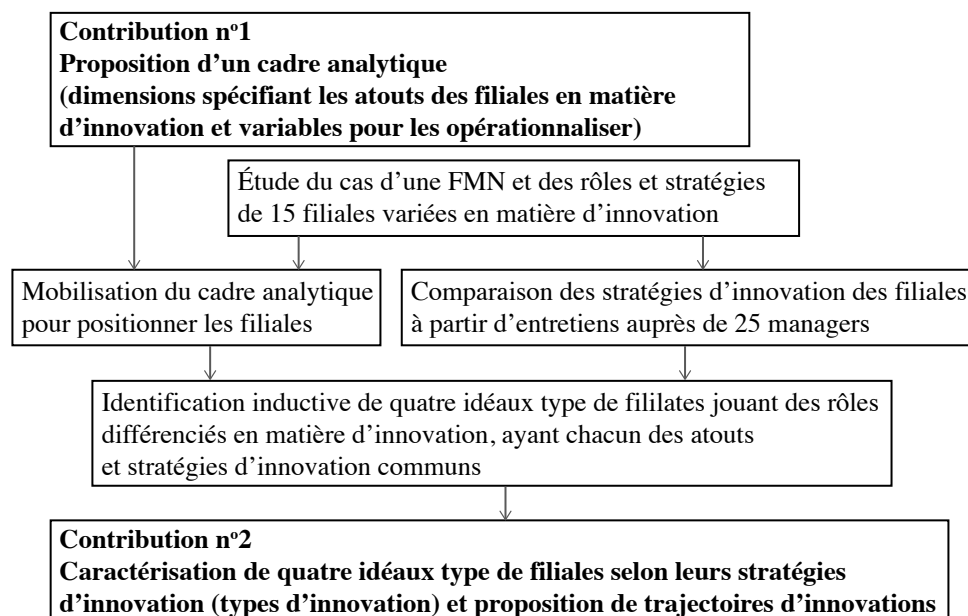 Contribution nº1
Proposition d’un cadre analytique
(dimensions spécifiant les atouts des filiales en matière
d’innovation et variables pour les opérationnaliser)
Étude du cas d’une FMN et des rôles et stratégies
de 15 filiales variées en matière d’innovation
Mobilisation du cadre analytique
pour positionner les filiales
Comparaison des stratégies d’innovation des filiales
à partir d’entretiens auprès de 25 managers
Identification inductive de quatre idéaux type de fililates jouant des rôles
différenciés en matière d’innovation, ayant chacun des atouts
et stratégies d’innovation communs
Contribution nº2
Caractérisation de quatre idéaux type de filiales selon leurs stratégies
d’innovation (types d’innovation) et proposition de trajectoires d’innovations